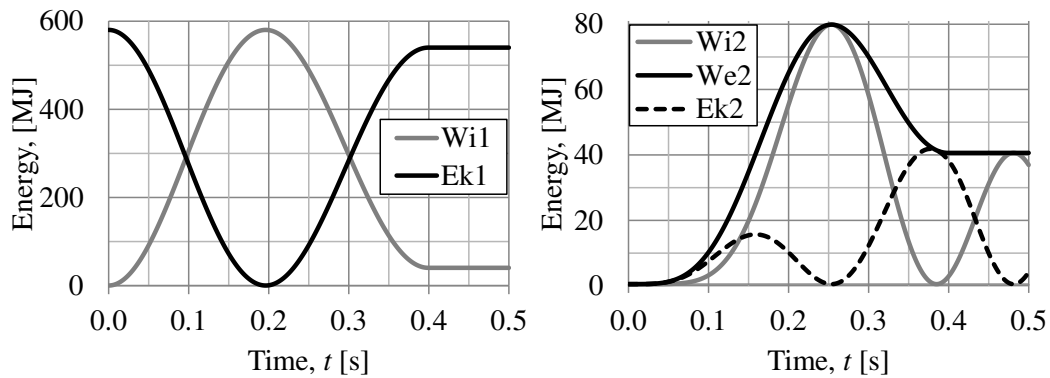 Energy, [MJ]
600
400
200
0
Wi1
Ek1
0.0 0.1 0.2 0.3 0.4 0.5
Time, t [s]
Energy, [MJ]
80
60
40
20
0
Wi2
We2
Ek2
0.0 0.1 0.2 0.3 0.4 0.5
Time, t [s]